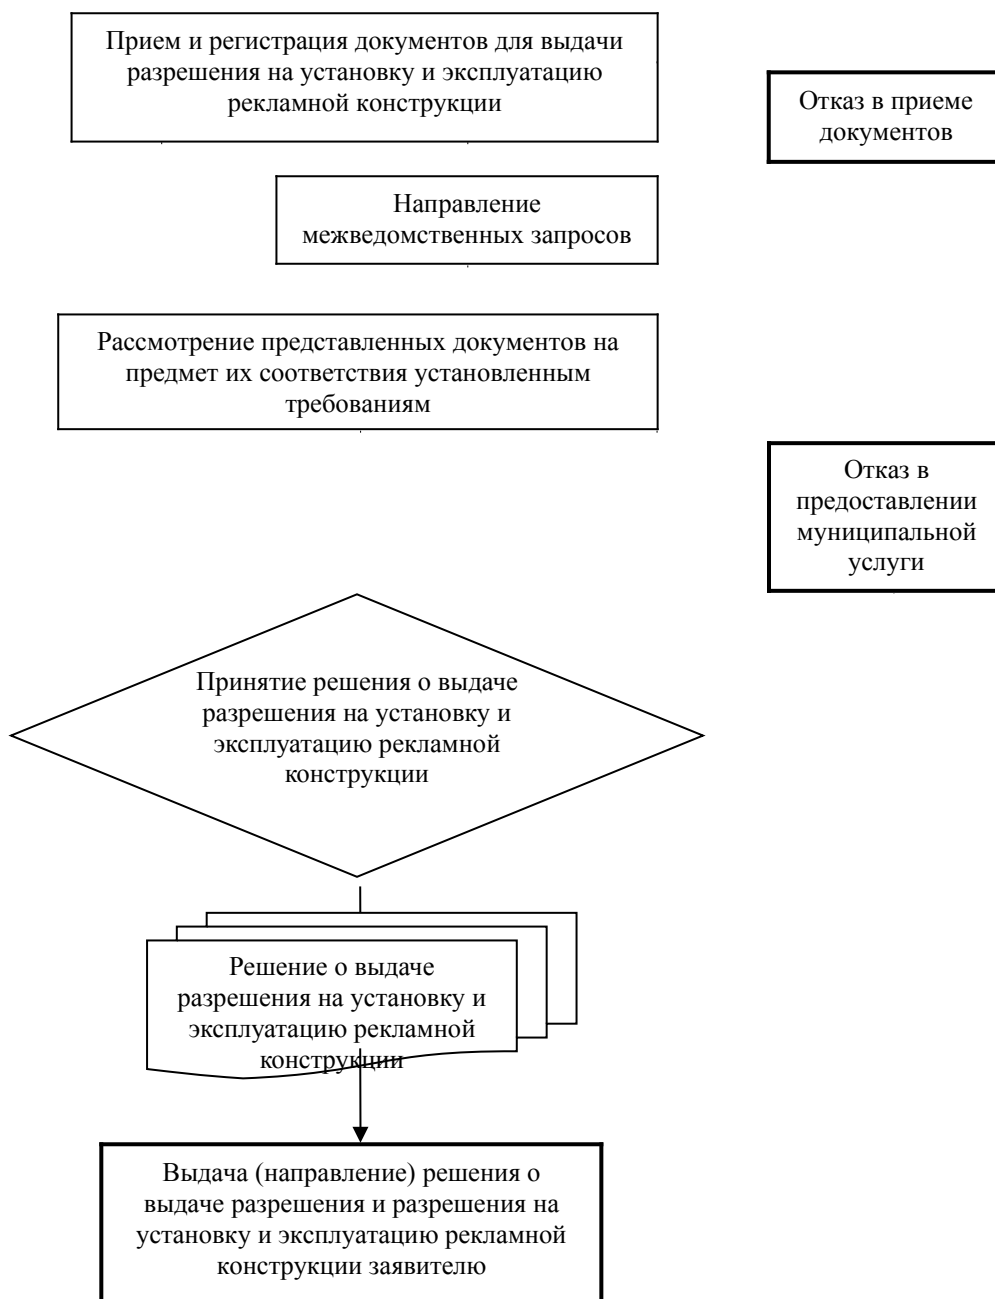 Прием и регистрация документов для выдачи
разрешения на установку и эксплуатацию
рекламной конструкции
Отказ в приеме
документов
Направление
межведомственных запросов
Рассмотрение представленных документов на
предмет их соответствия установленным
требованиям
Отказ в
предоставлении
муниципальной
услуги
Принятие решения о выдаче
разрешения на установку и
эксплуатацию рекламной
конструкции
Решение о выдаче
разрешения на установку и
эксплуатацию рекламной
конструкции
Выдача (направление) решения о
выдаче разрешения и разрешения на
установку и эксплуатацию рекламной
конструкции заявителю